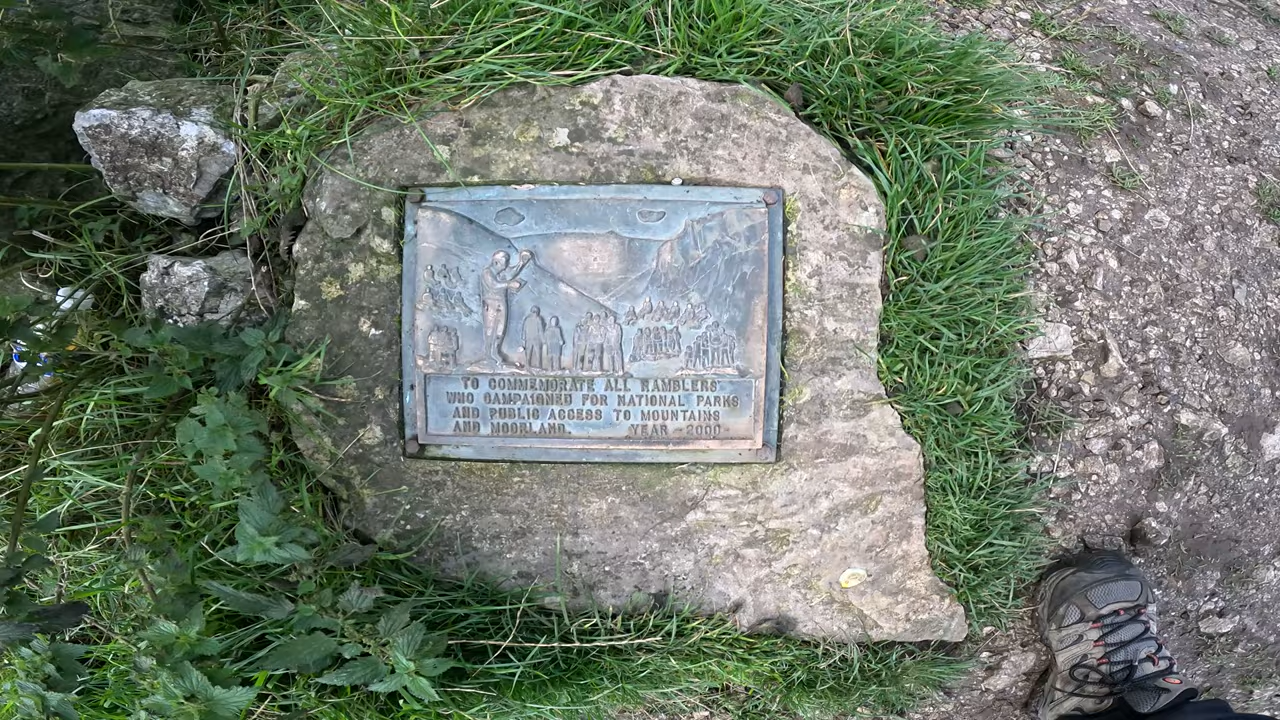 TO COMMEMORATE ALL RAMBLERS
WHO CAMPAIGNED FOR NATIONAL PARKS
AND PUBLIC ACCESS TO MOUNTAINS
AND MOORLAND. YEAR - 2000